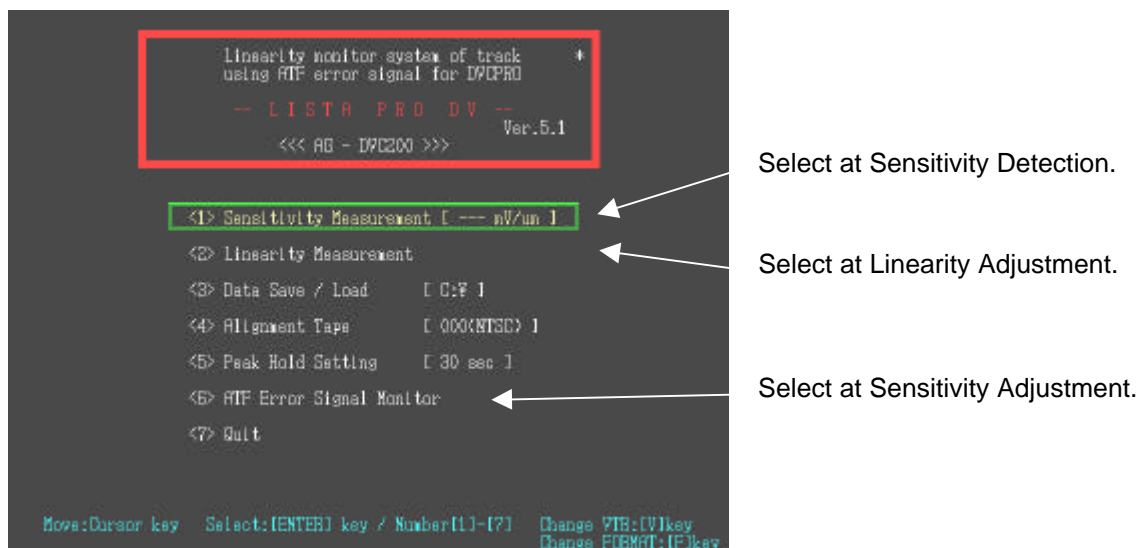 Linearity monitor system of track *
using ATF error signal for DVCPRO
-- L I S T A  P R O  D V --
Ver.5.1
<<< AG - DVC200 >>>
Select at Sensitivity Detection.
<1> Sensitivity Measurement [ --- mV/um ]
<2> Linearity Measurement
Select at Linearity Adjustment.
<3> Data Save / Load [ C:¥ ]
<4> Alignment Tape [ 000(NTSC) ]
<5> Peak Hold Setting [ 30 sec ]
<6> ATF Error Signal Monitor
Select at Sensitivity Adjustment.
<7> Quit
Move:Cursor key Select:[ENTER] key / Number[1]-[7] Change VTR:[V]key
Change FORMAT:[F]key